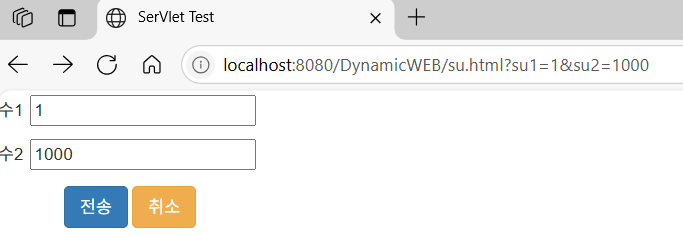 SerVlet Test
localhost:8080/DynamicWEB/su.html?su1=1&su2=1000
수1 1
수2 1000
전송 취소